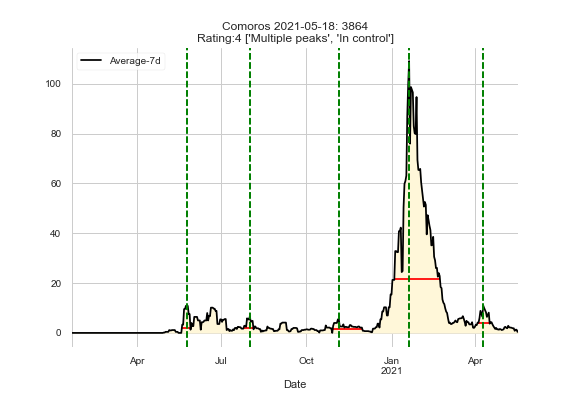 Comoros 2021-05-18: 3864
Rating:4 ['Multiple peaks', 'In control']
Average-7d
100
80
60
40
20
0
Apr Jul Oct Jan Apr
2021
Date